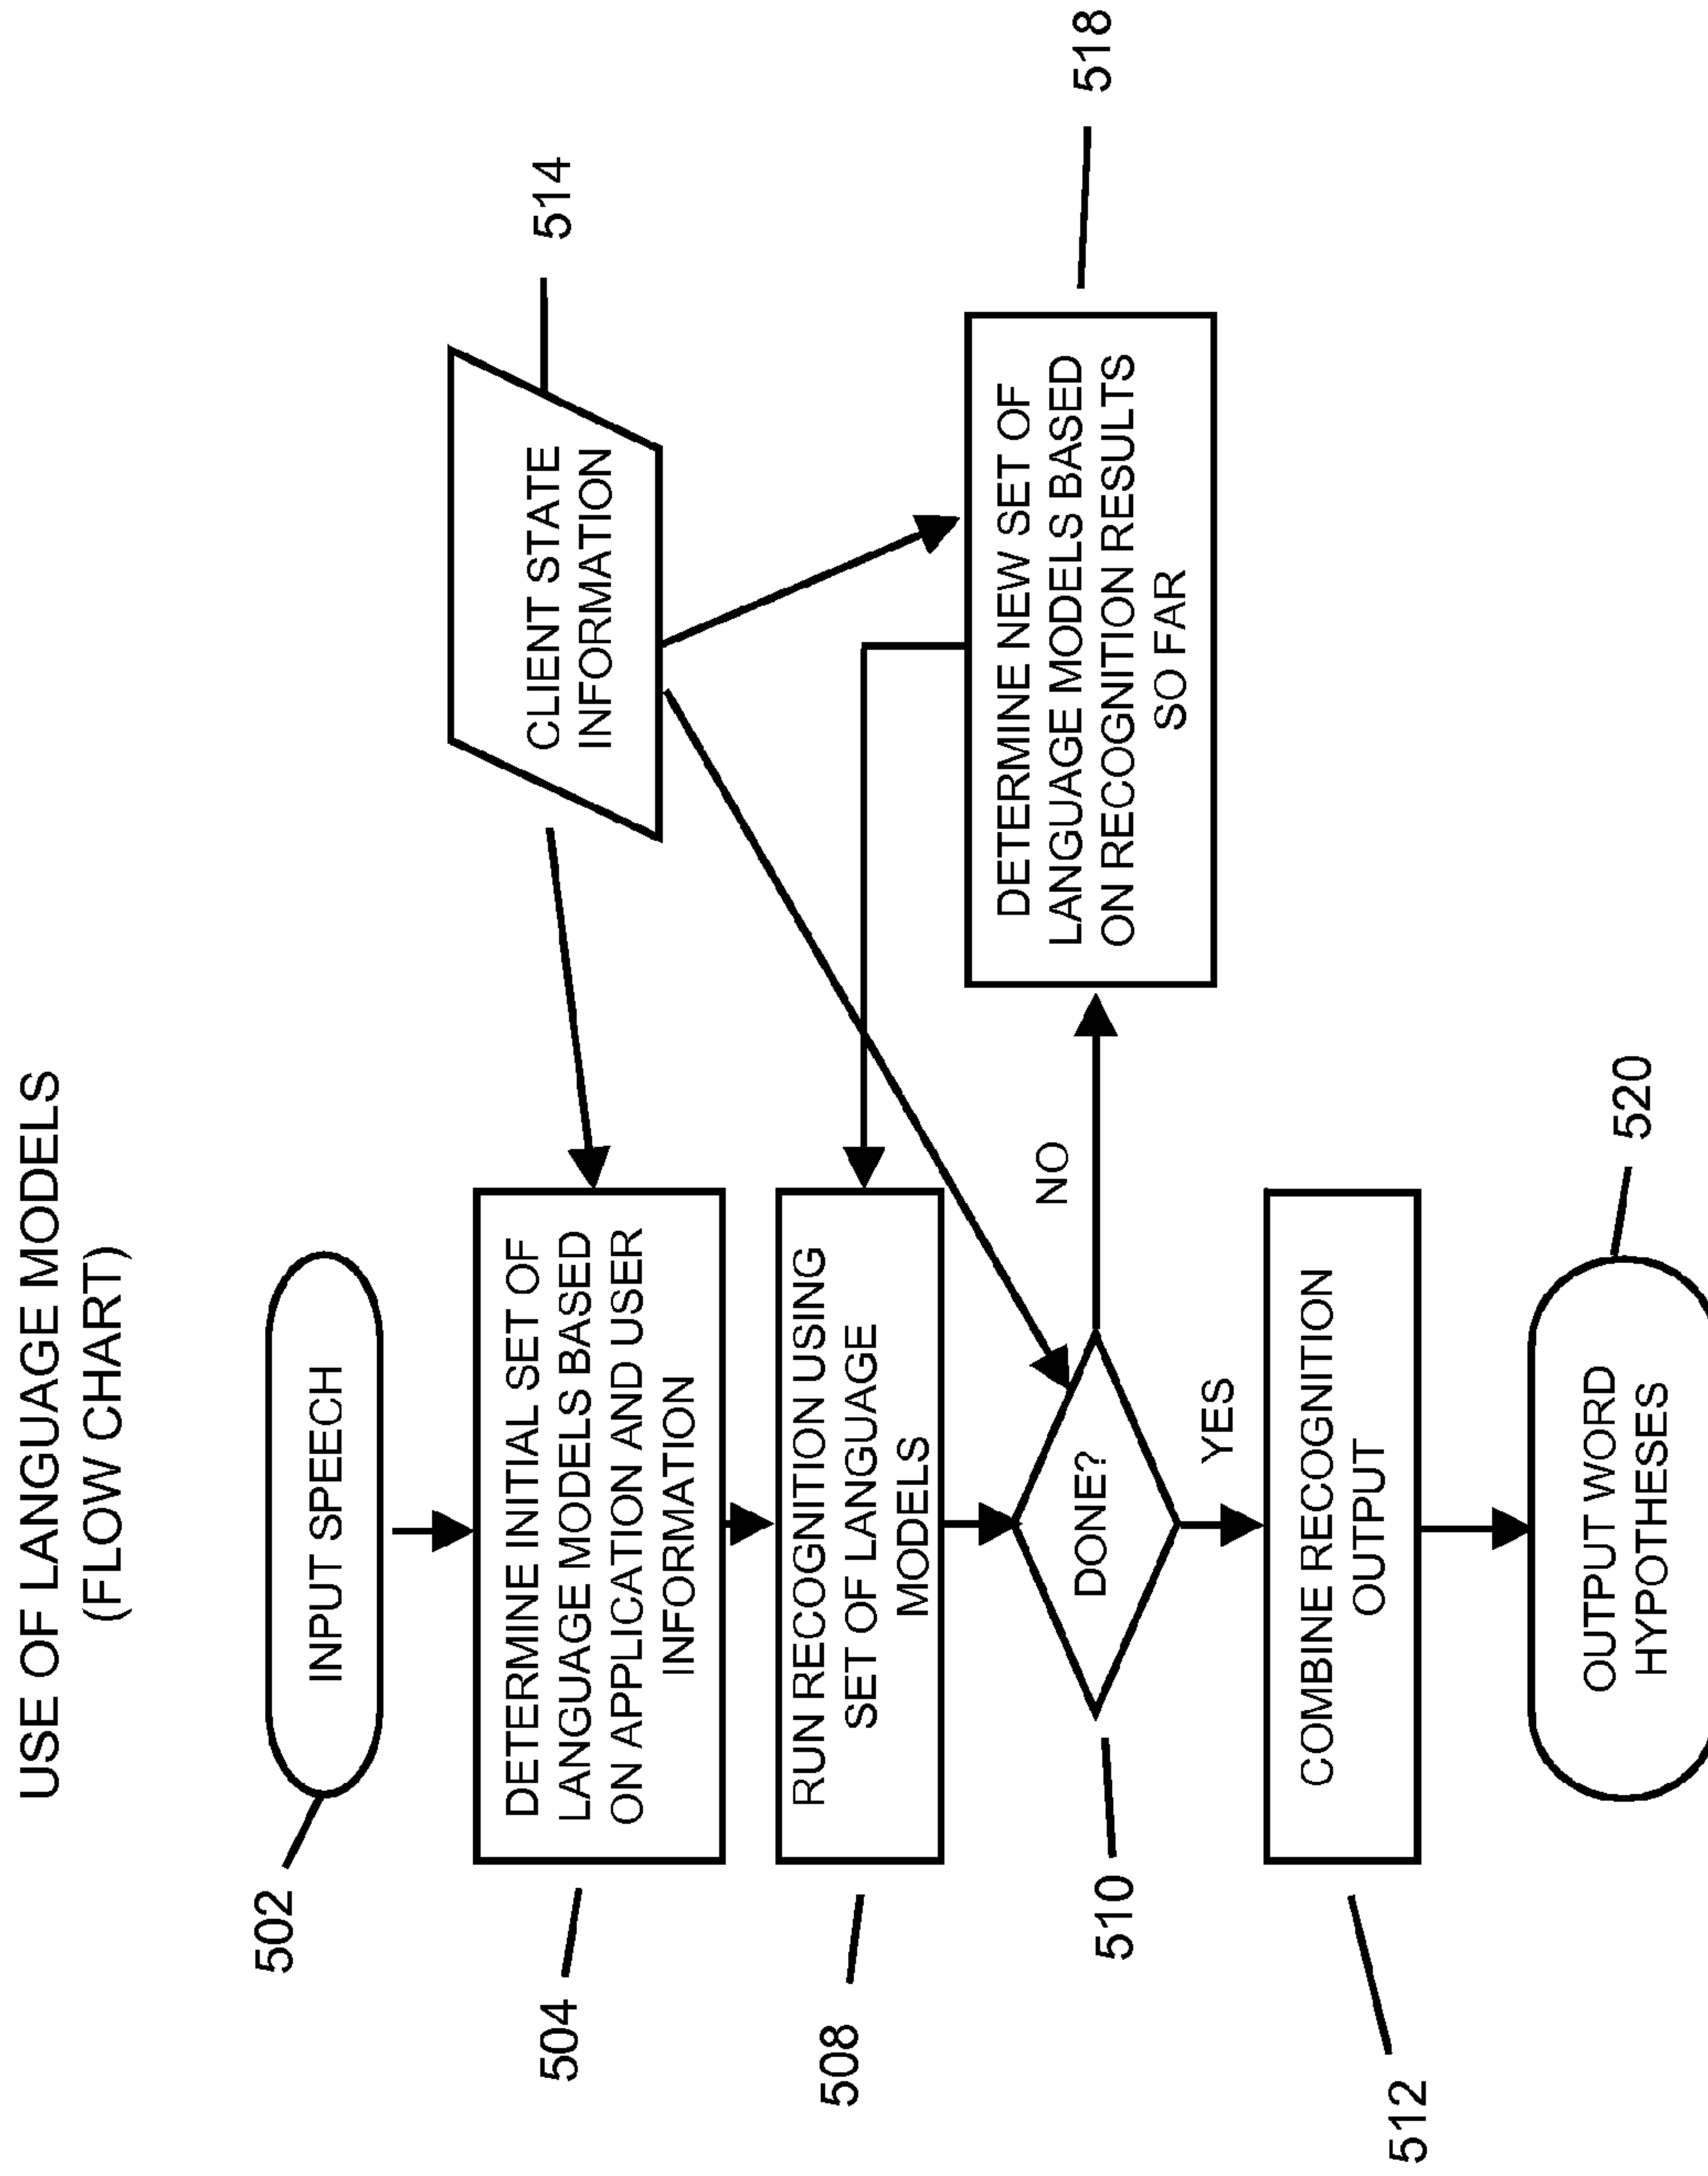 USE OF LANGUAGE MODELS
(FLOW CHART)
502
INPUT SPEECH
504
DETERMINE INITIAL SET OF
LANGUAGE MODELS BASED
ON APPLICATION AND USER
INFORMATION
514
CLIENT STATE
INFORMATION
508
RUN RECOGNITION USING
SET OF LANGUAGE
MODELS
510
DONE?
NO
YES
518
DETERMINE NEW SET OF
LANGUAGE MODELS BASED
ON RECOGNITION RESULTS
SO FAR
512
COMBINE RECOGNITION
OUTPUT
520
OUTPUT WORD
HYPOTHESES